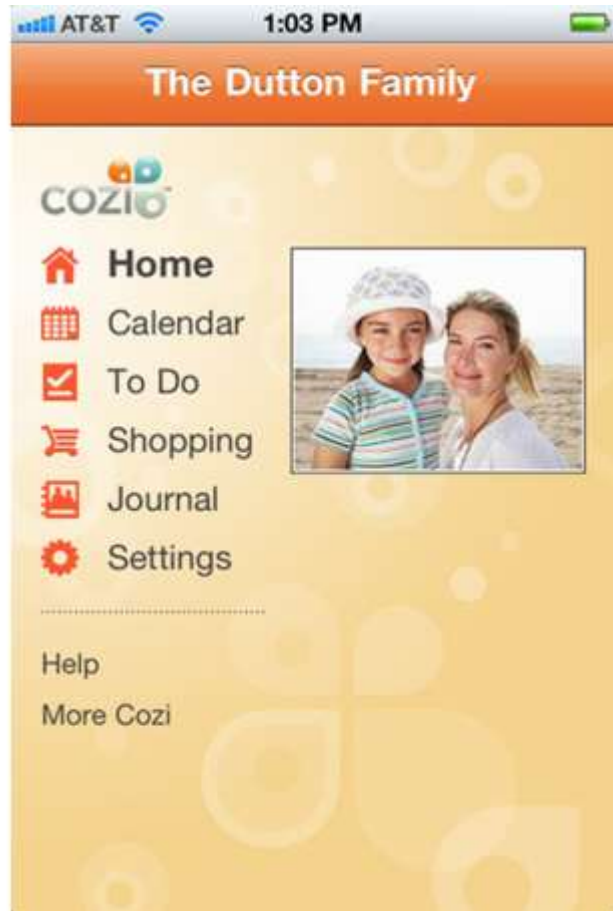 AT&T 1:03 PM
The Dutton Family
COZI
Home
Calendar
To Do
Shopping
Journal
Settings
Help
More Cozi